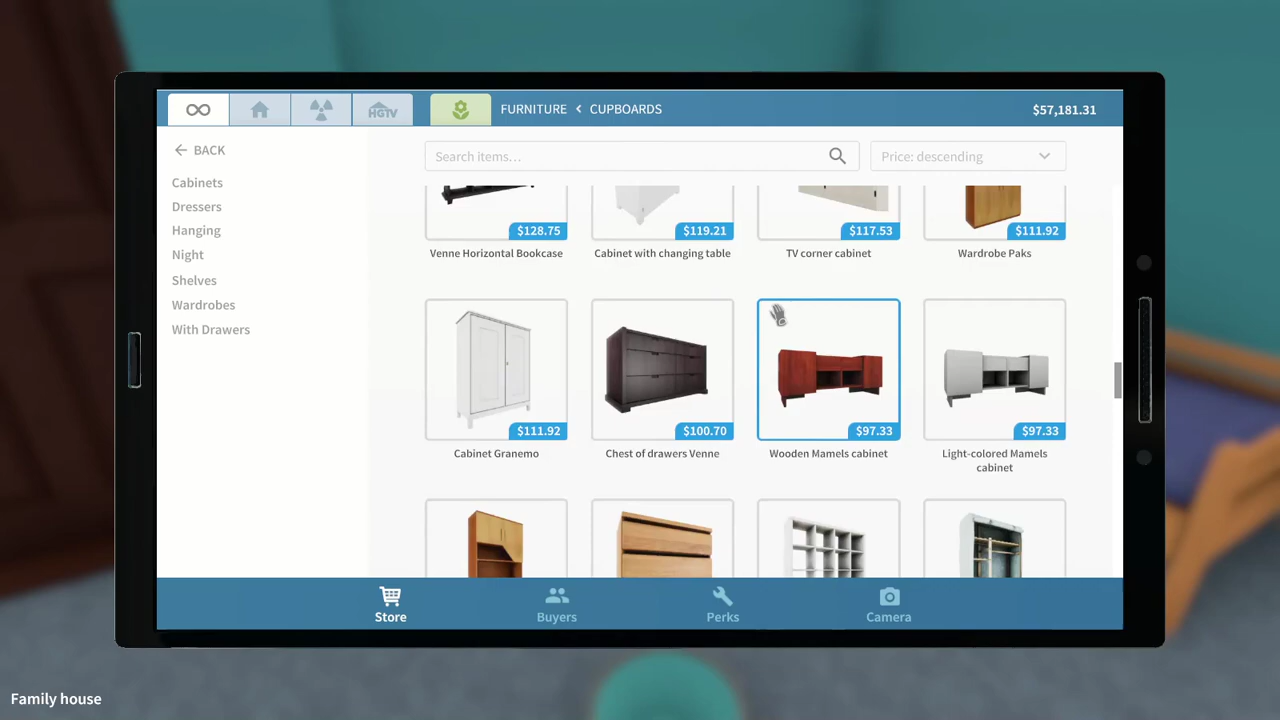 HGTV
FURNITURE < CUPBOARDS
$57,181.31
BACK
Search items...
Price: descending
Cabinets
Dressers
Hanging
Night
Shelves
Wardrobes
With Drawers
$128.75
$119.21
$117.53
$111.92
Venne Horizontal Bookcase
Cabinet with changing table
TV corner cabinet
Wardrobe Paks
$111.92
$100.70
$97.33
$97.33
Cabinet Granemo
Chest of drawers Venne
Wooden Mamels cabinet
Light-colored Mamels
cabinet
Store
Buyers
Perks
Camera
Family house